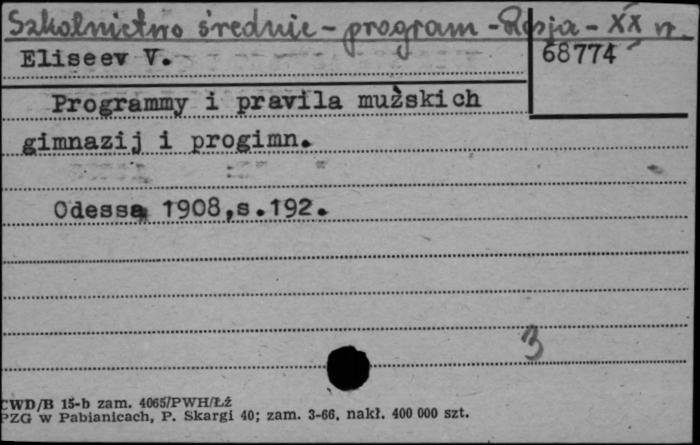 Szkolnictwo średnie - program - Rosja - XX w.
Eliseev V.
68774
Programmy i pravila mužskich
gimnazij i progimn.
Odessa 1908,s.192.
3
CWD/B 15-b zam. 4065/PWH/Łź
PZG w Pabianicach, P. Skargi 40; zam. 3-66, nakł. 400 000 szt.